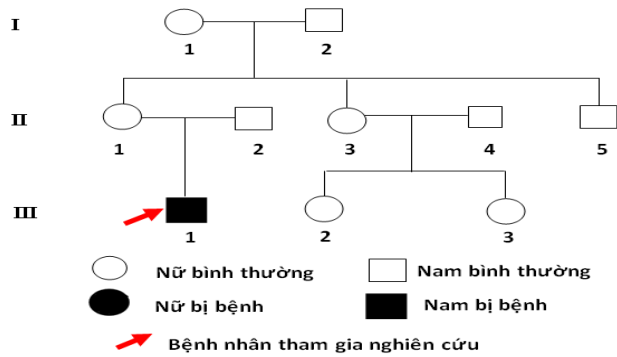 I
1 2
II
1 2 3 4 5
III
1 2 3
Nữ bình thường Nam bình thường
Nữ bị bệnh Nam bị bệnh
Bệnh nhân tham gia nghiên cứu